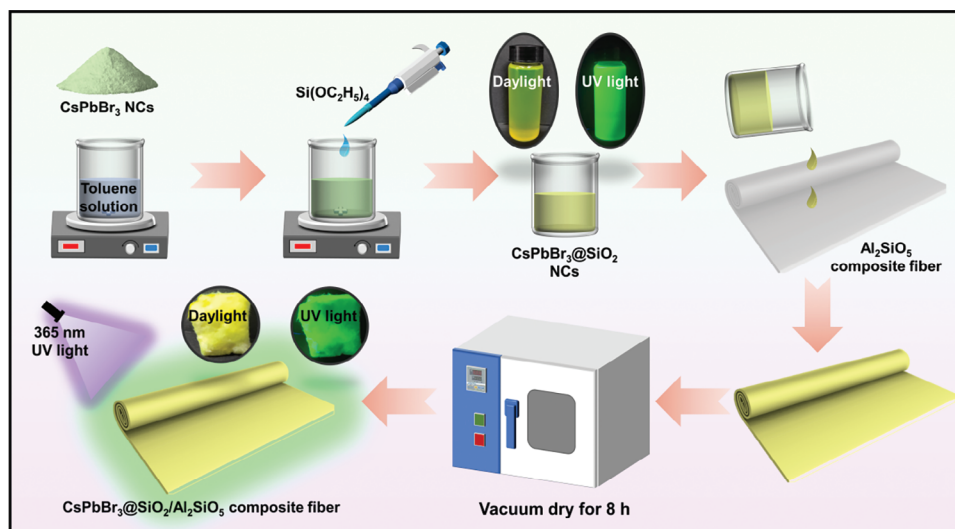 CsPbBr₃ NCs
Toluene
solution
Si(OC₂H₅)₄
Daylight
UV light
CsPbBr₃@SiO₂
NCs
Al₂SiO₅
composite fiber
365 nm
UV light
Daylight
UV light
CsPbBr₃@SiO₂/Al₂SiO₅ composite fiber
Vacuum dry for 8 h